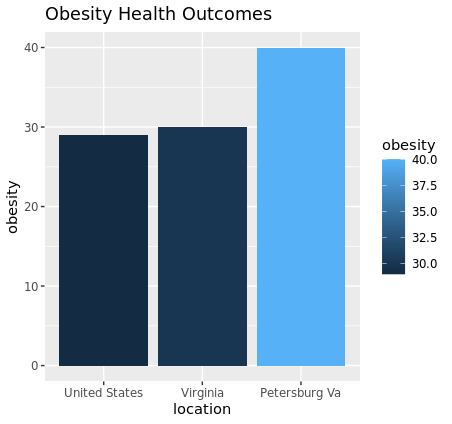 Obesity Health Outcomes
obesity
40
30
20
10
0
United States Virginia Petersburg Va
location
obesity
40.0
37.5
35.0
32.5
30.0